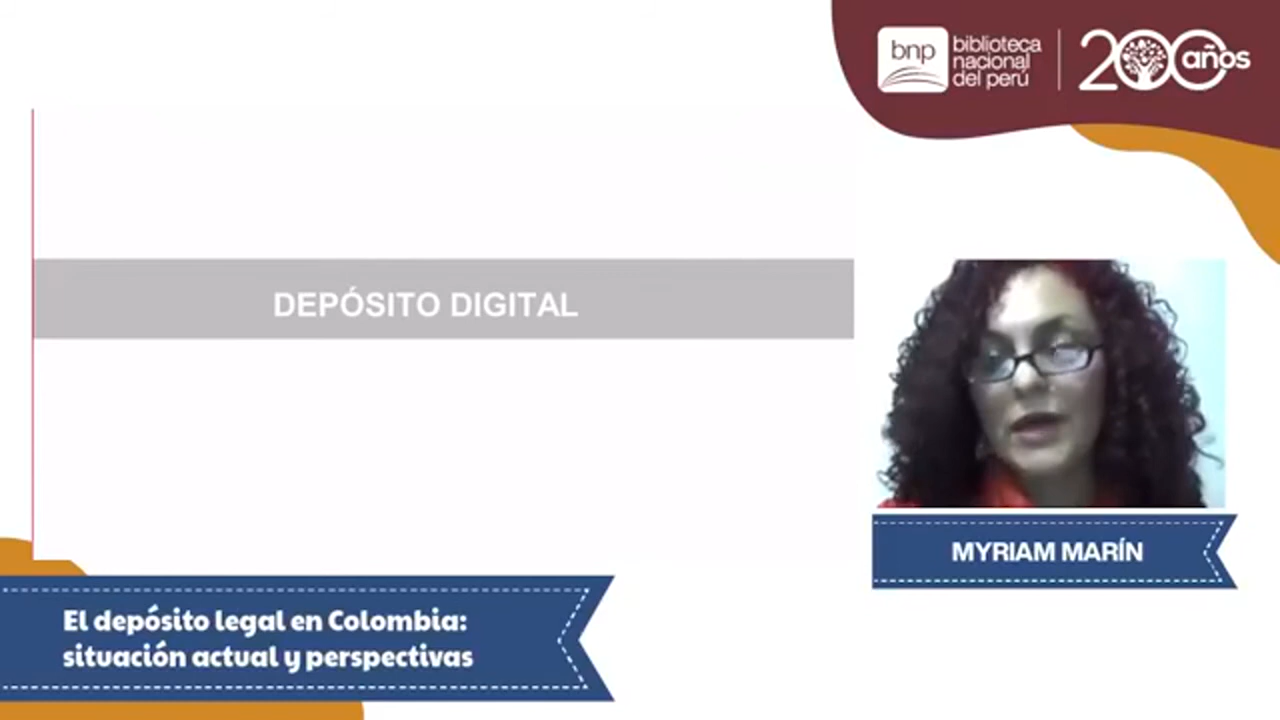 bnp
biblioteca
nacional
del perú
200 años
DEPÓSITO DIGITAL
MYRIAM MARÍN
El depósito legal en Colombia:
situación actual y perspectivas